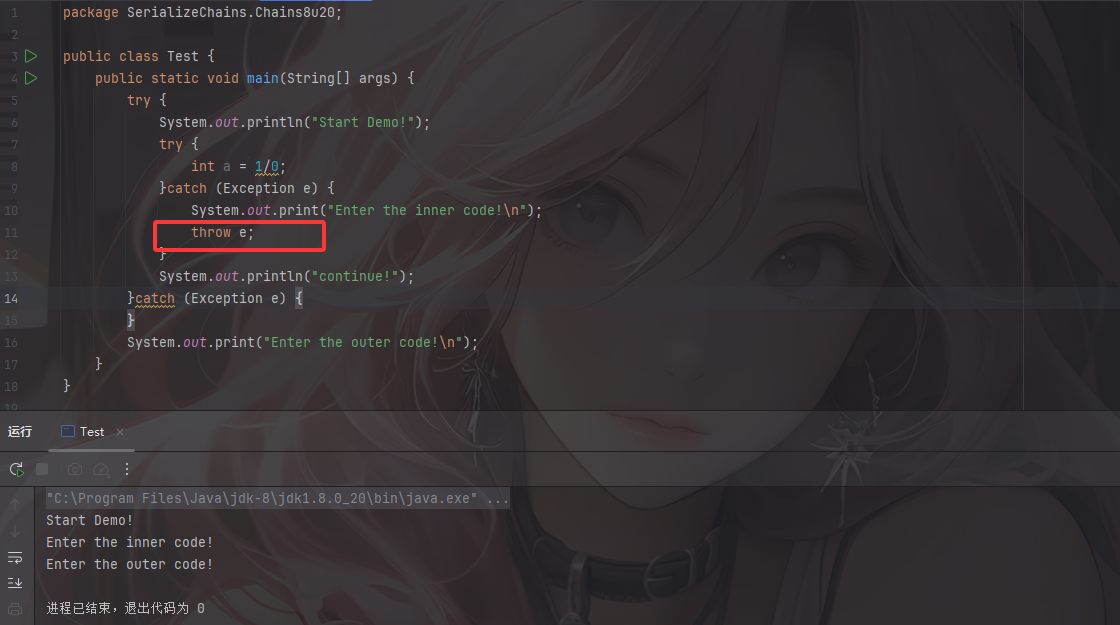 1 package SerializeChains.Chains8u20;
2
3 public class Test {
4 public static void main(String[] args) {
5 try {
6 System.out.println("Start Demo!");
7 try {
8 int a = 1/0;
9 }catch (Exception e) {
10 System.out.print("Enter the inner code!\n");
11 throw e;
12 }
13 System.out.println("continue!");
14 }catch (Exception e) {
15 }
16 System.out.print("Enter the outer code!\n");
17 }
18 }
19
运行 Test ×
"C:\Program Files\Java\jdk-8\jdk1.8.0_20\bin\java.exe" ...
Start Demo!
Enter the inner code!
Enter the outer code!
进程已结束，退出代码为 0